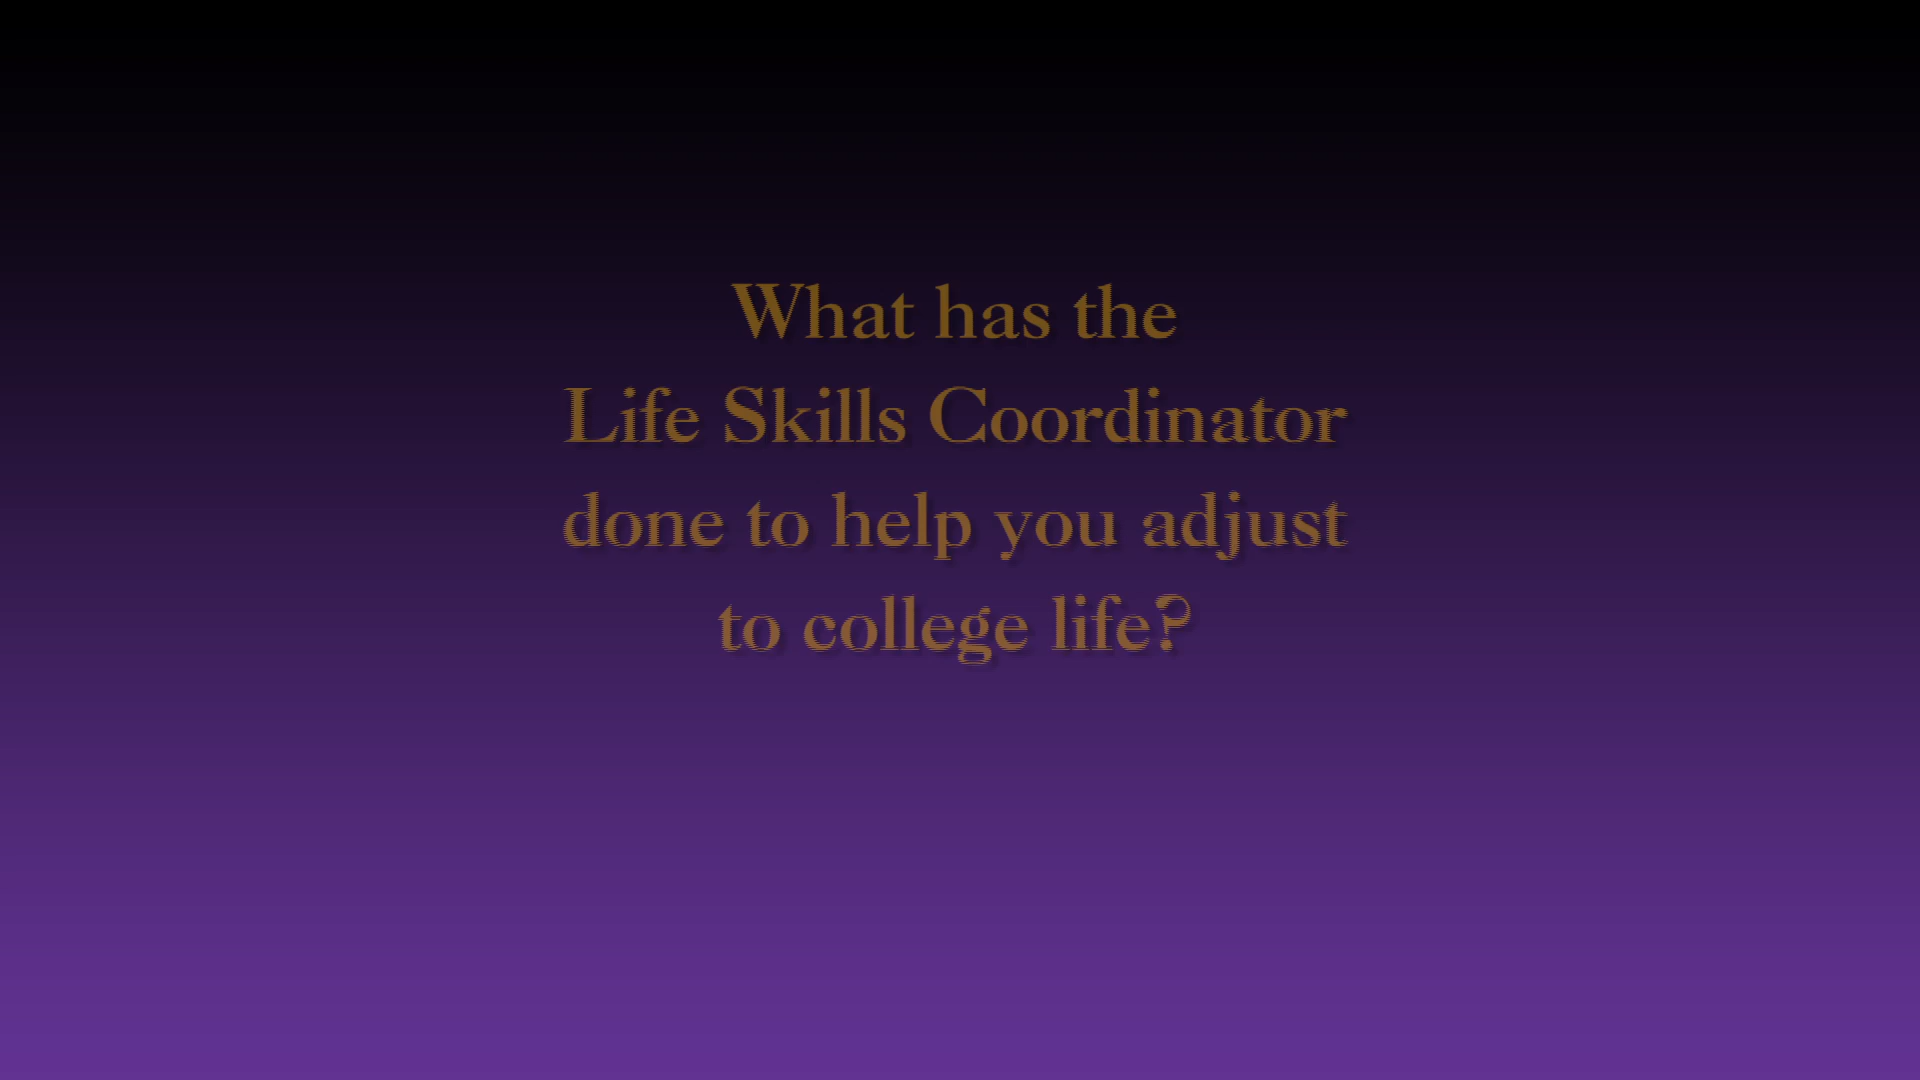 What has the
Life Skills Coordinator
done to help you adjust
to college life?